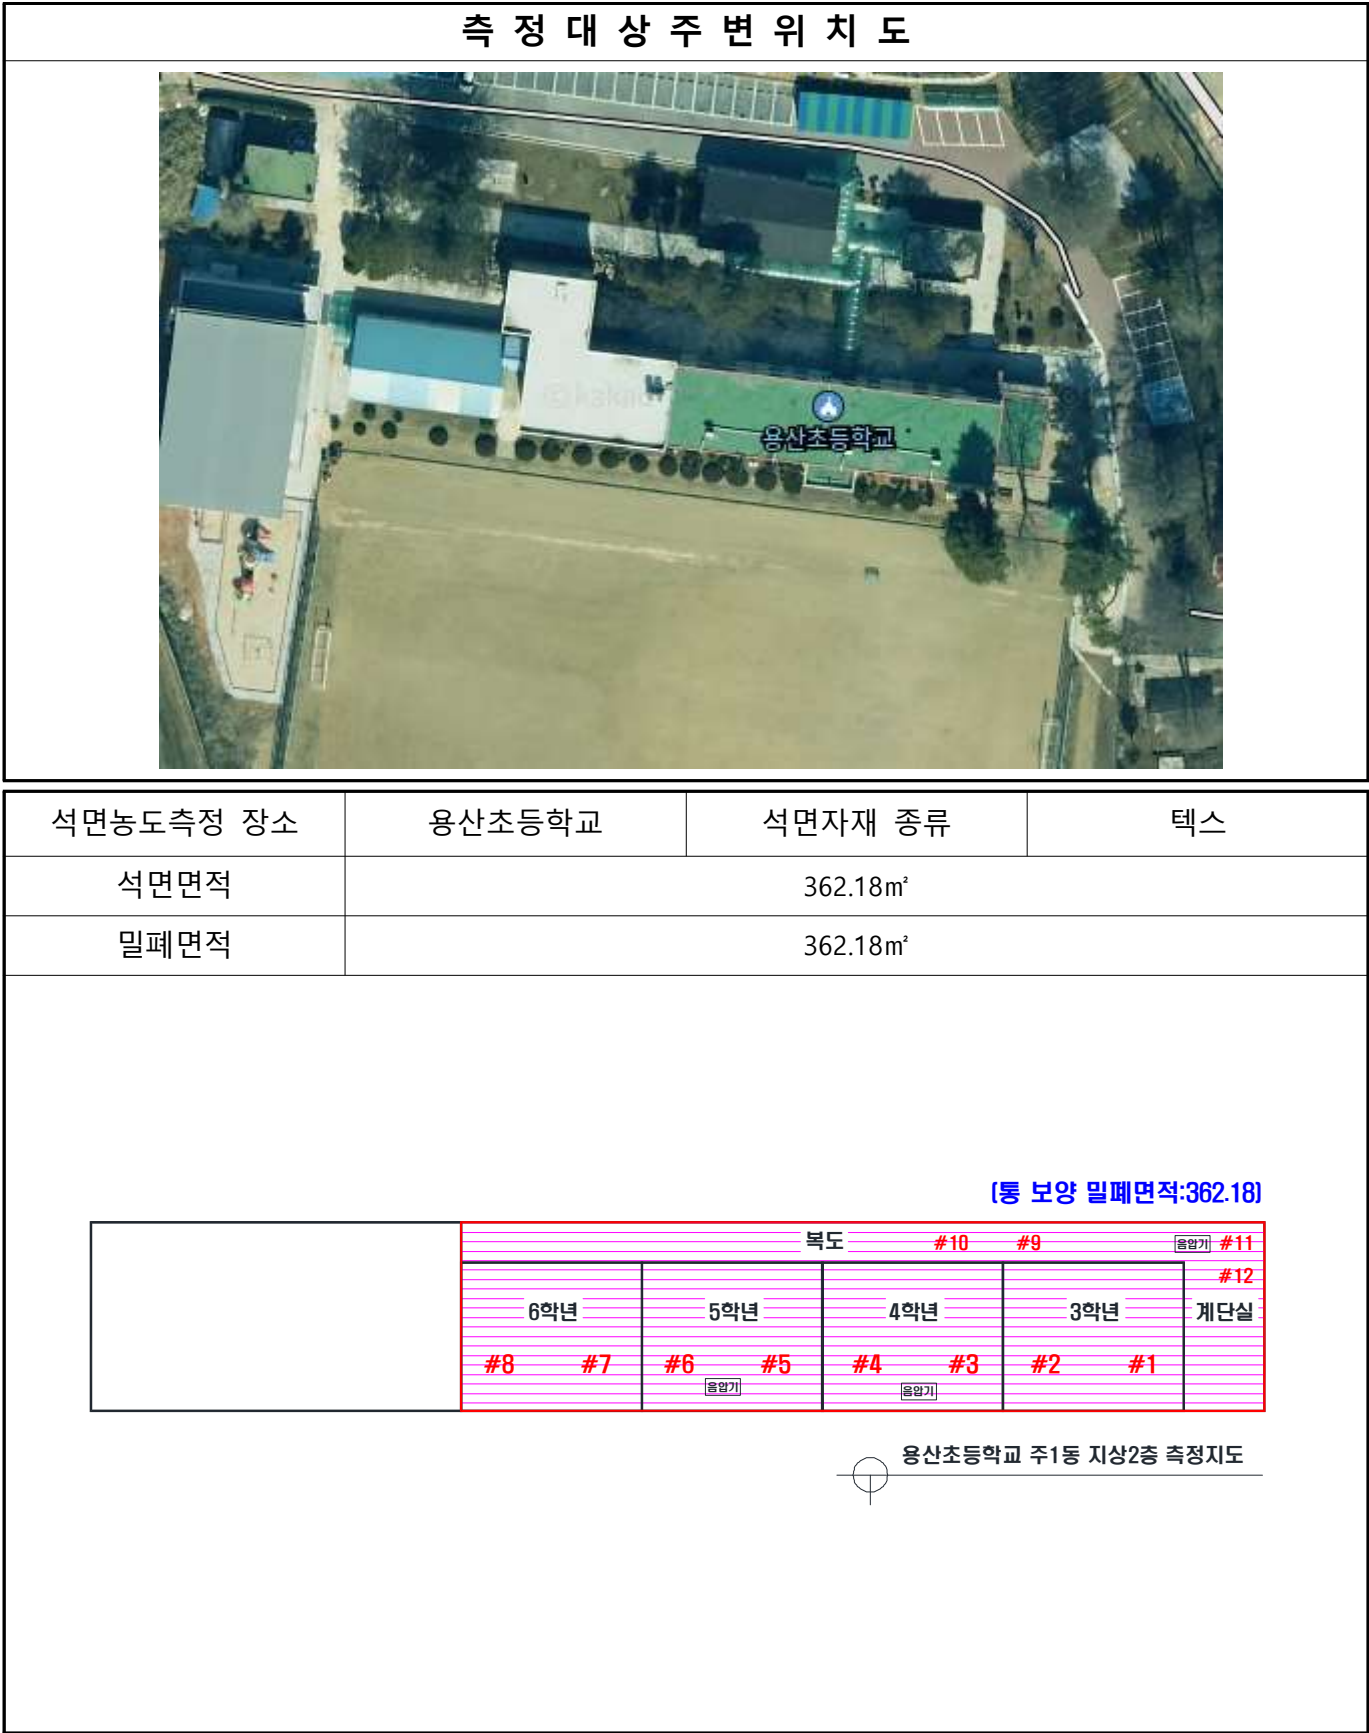 측 정 대 상 주 변 위 치 도
kakao
용산초등학교
석면농도측정 장소 용산초등학교 석면자재 종류 텍스
석면면적 362.18㎡
밀폐면적 362.18㎡
(통 보양 밀폐면적:362.18)
복도 #10 #9 음압기 #11
#12
6학년 5학년 4학년 3학년 계단실
#8 #7 #6 #5 #4 #3 #2 #1
음압기 음압기
용산초등학교 주1동 지상2층 측정지도